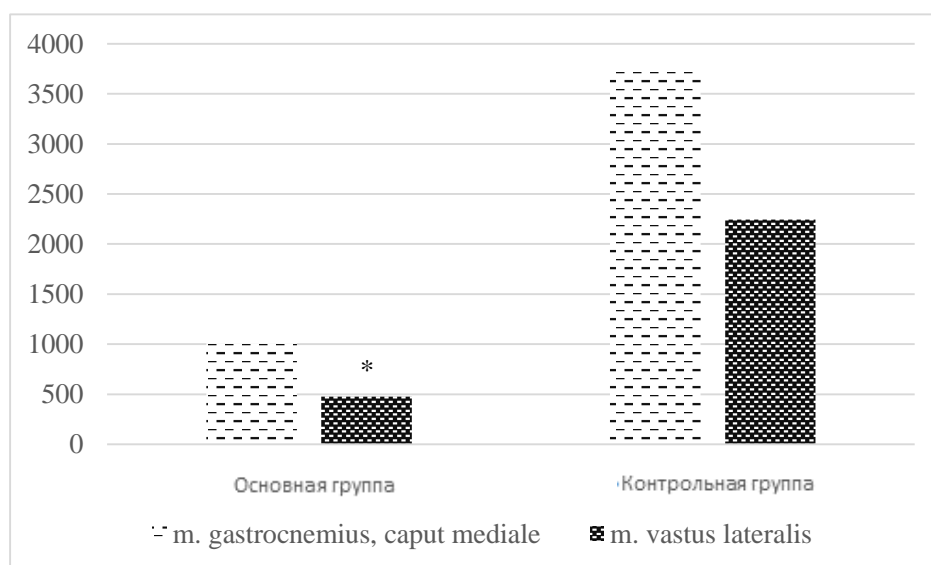 4000
3500
3000
2500
2000
1500
1000
500
0
*
Основная группа
Контрольная группа
m. gastrocnemius, caput mediale
m. vastus lateralis